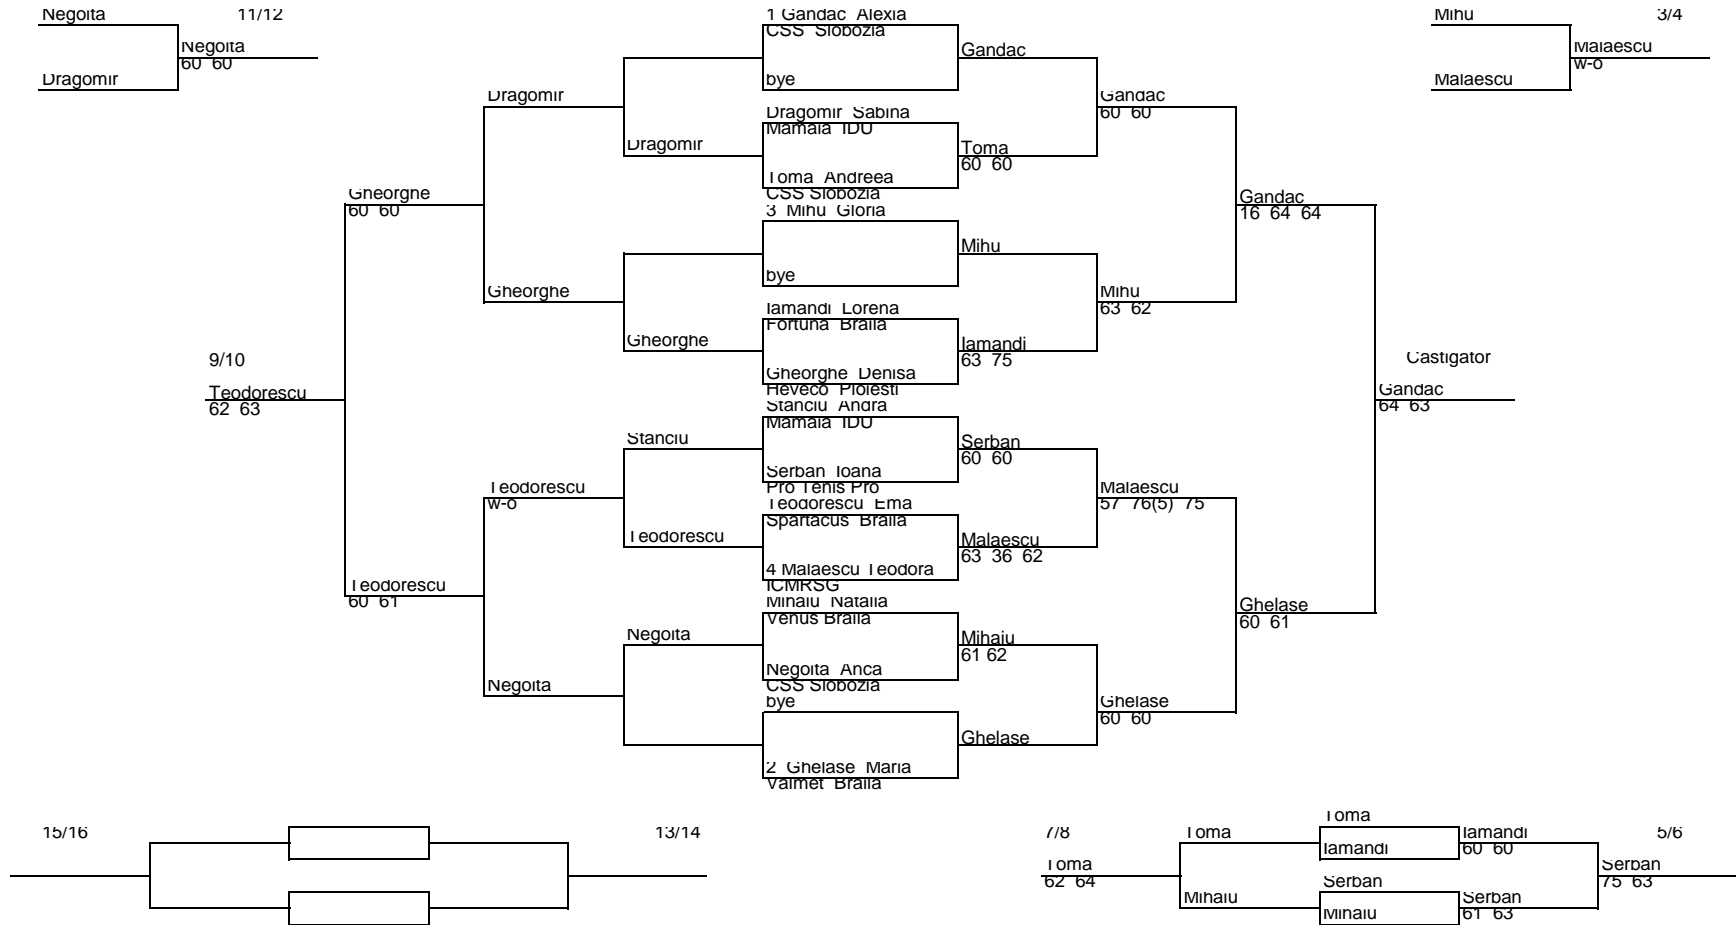 Negoita
11/12
Negoita
60 60
Dragomir
1 Gandac Alexia
CSS Slobozia
Gandac
bye
Dragomir
Gandac
60 60
Dragomir Sabina
Mamaia IDU
Dragomir
Toma
60 60
Toma Andreea
CSS Slobozia
Gheorghe
60 60
Gandac
16 64 64
3 Mihu Gloria
Mihu
bye
Gheorghe
Mihu
63 62
Iamandi Lorena
Fortuna Braila
Gheorghe
Iamandi
63 75
Gheorghe Denisa
Heveco Ploiesti
9/10
Teodorescu
62 63
Castigator
Gandac
64 63
Stanciu Andra
Mamaia IDU
Stanciu
Serban
60 60
Serban Ioana
Pro Tenis Pro
Teodorescu
w-o
Malaescu
57 76(5) 75
Teodorescu Ema
Spartacus Braila
Teodorescu
Malaescu
63 36 62
4 Malaescu Teodora
ICMRSG
Teodorescu
60 61
Ghelase
60 61
Mihaiu Natalia
Venus Braila
Negoita
Mihaiu
61 62
Negoita Anca
CSS Slobozia
Negoita
Ghelase
60 60
bye
Ghelase
2 Ghelase Maria
Valmet Braila
Mihu
3/4
Malaescu
w-o
Malaescu
15/16
13/14
7/8
Toma
62 64
Toma
Mihaiu
Toma
Iamandi
Iamandi
60 60
Serban
Mihaiu
Serban
61 63
5/6
Serban
75 63